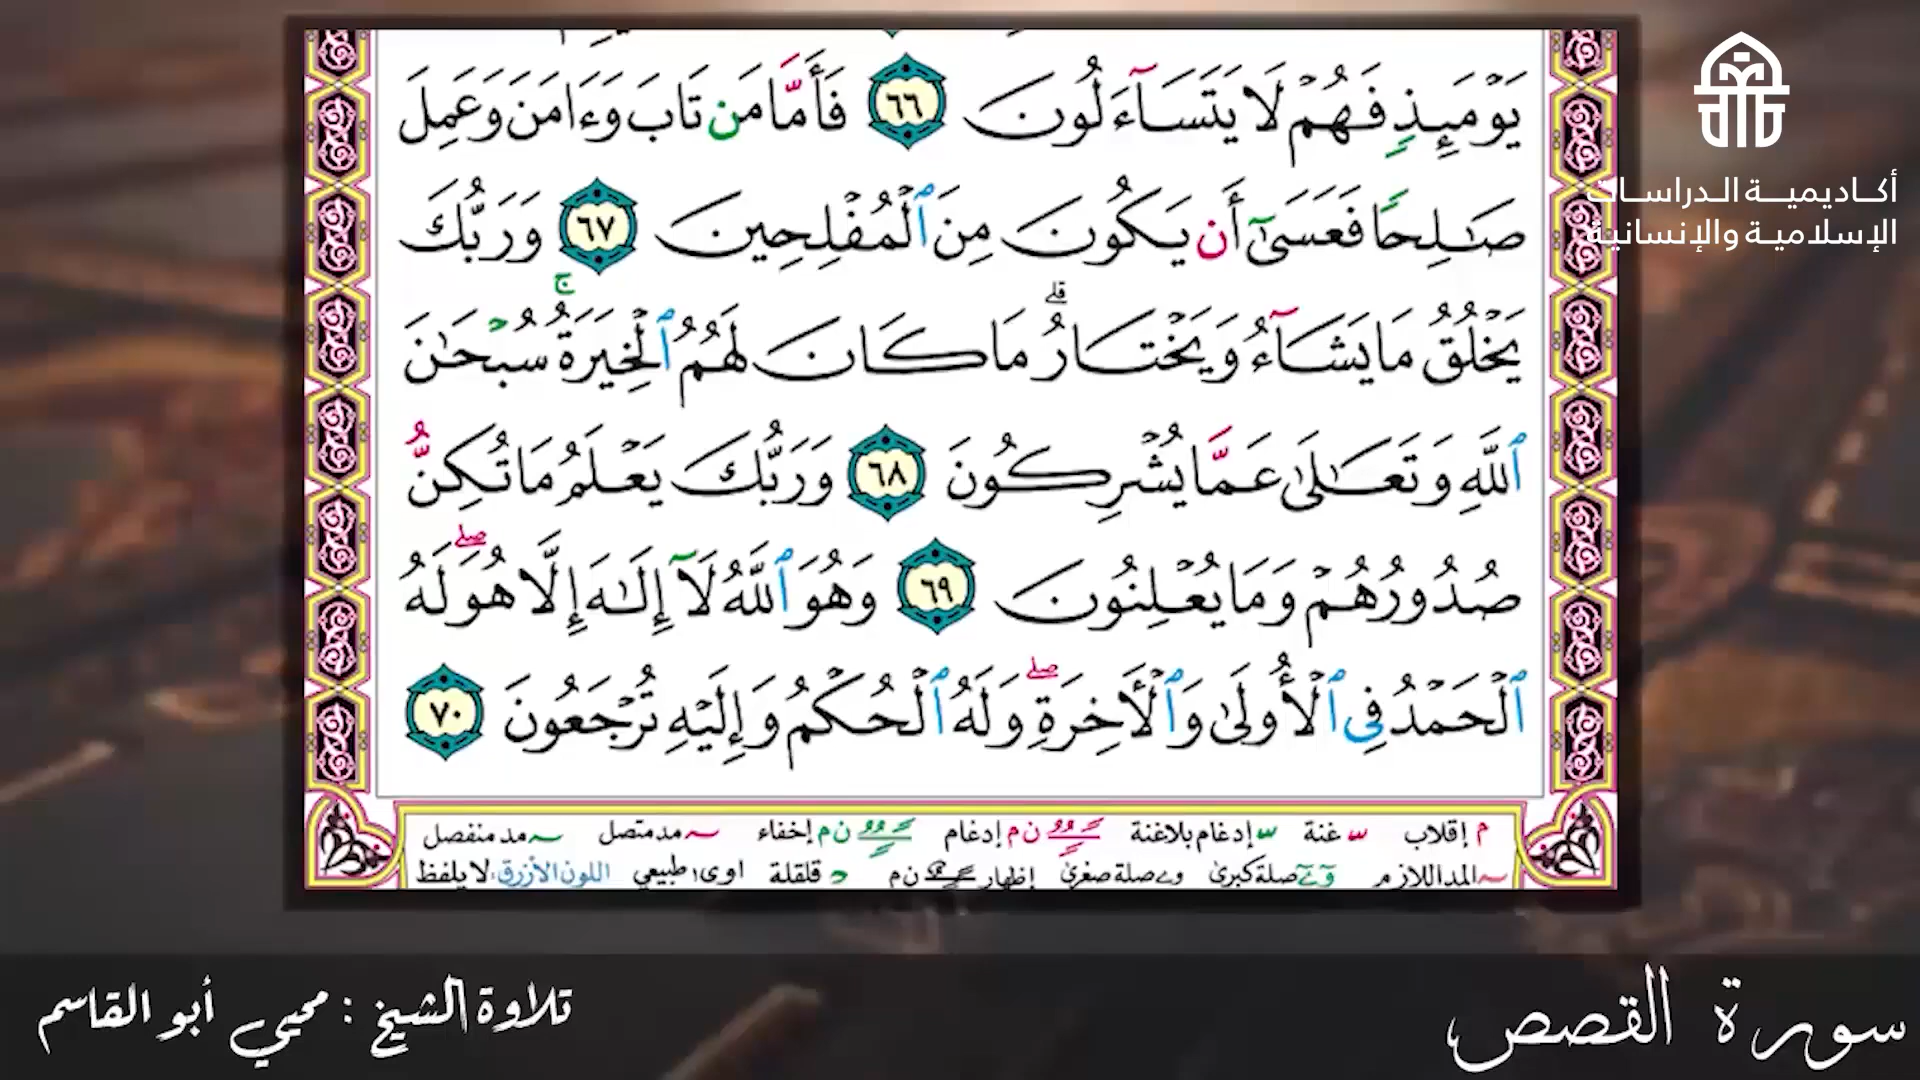 يَوْمَئِذٍ فَهُمْ لَا يَتَسَآءَلُونَ ٦٦ فَأَمَّا مَن تَابَ وَءَامَنَ وَعَمِلَ
صَٰلِحًا فَعَسَىٰٓ أَن يَكُونَ مِنَ ٱلْمُفْلِحِينَ ٦٧ وَرَبُّكَ
يَخْلُقُ مَا يَشَآءُ وَيَخْتَارُ ۗ مَا كَانَ لَهُمُ ٱلْخِيَرَةُ ۚ سُبْحَٰنَ
ٱللَّهِ وَتَعَٰلَىٰ عَمَّا يُشْرِكُونَ ٦٨ وَرَبُّكَ يَعْلَمُ مَا تُكِنُّ
صُدُورُهُمْ وَمَا يُعْلِنُونَ ٦٩ وَهُوَ ٱللَّهُ لَآ إِلَٰهَ إِلَّا هُوَ ۖ لَهُ
ٱلْحَمْدُ فِى ٱلْأُولَىٰ وَٱلْأَخِرَةِ ۖ وَلَهُ ٱلْحُكْمُ وَإِلَيْهِ تُرْجَعُونَ ٧٠
م إقلاب غنة إدغام بلاغنة ن م إدغام ن م إخفاء مد متصل مد منفصل
المد اللازم صلة كبرىٰ صلة صغرىٰ إظهار ن م قلقلة اوى، طبيعي اللون الأزرق: لا يلفظ
أكاديمية الدراسات
الإسلامية والإنسانية
سورة القصص
تلاوة الشيخ : محيي أبو القاسم